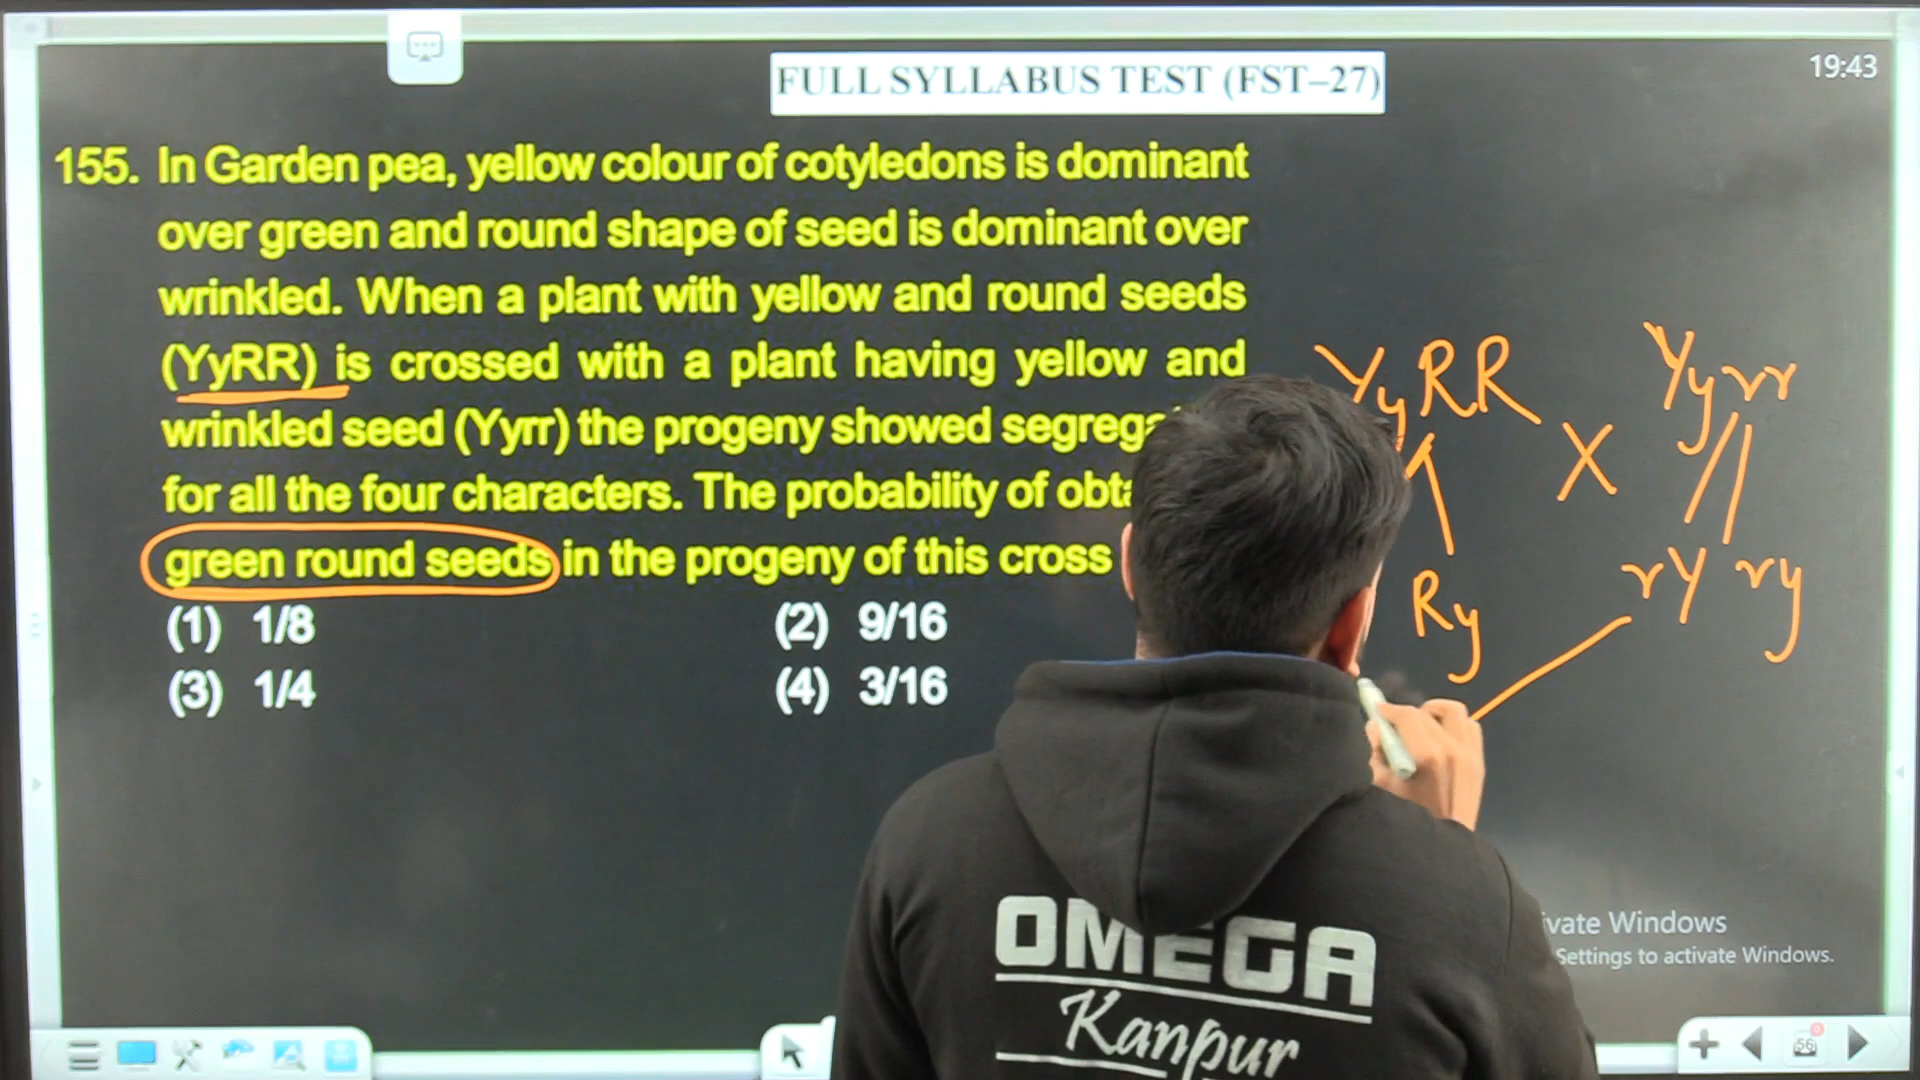 19:43
FULL SYLLABUS TEST (FST–27)
155. In Garden pea, yellow colour of cotyledons is dominant
over green and round shape of seed is dominant over
wrinkled. When a plant with yellow and round seeds
(YyRR) is crossed with a plant having yellow and
wrinkled seed (Yyrr) the progeny showed
for all the four characters. The probability of
green round seeds in the progeny of this cross
(1) 1/8
(2) 9/16
(3) 1/4
(4) 3/16
YyRR X Yyrr
Ry rY ry
OMEGA
Kanpur
Windows
Settings to activate Windows.
56